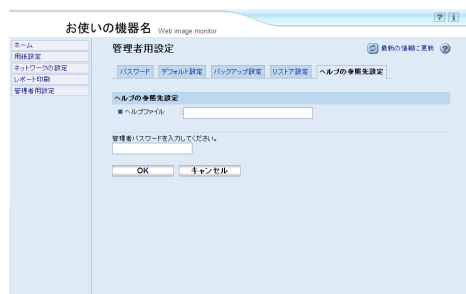 ? i
お使いの機器名 Web image monitor
ホーム
用紙設定
ネットワークの設定
レポート印刷
管理者用設定
管理者用設定
最新の情報に更新 ?
パスワード デフォルト設定 バックアップ設定 リストア設定 ヘルプの参照先設定
ヘルプの参照先設定
■ ヘルプファイル
管理者パスワードを入力してください。
OK キャンセル